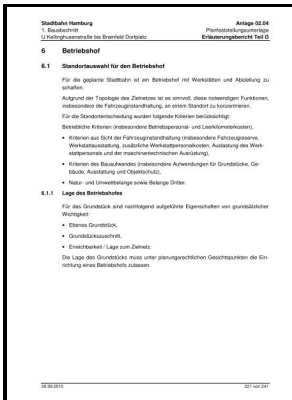 Stadtbahn Hamburg Anlage 02.04
1. Bauabschnitt Planfeststellungsunterlage
U Kellinghusenstraße bis Bramfeld Dorfplatz Erläuterungsbericht Teil D
6 Betriebshof
6.1 Standortauswahl für den Betriebshof
Für die geplante Stadtbahn ist ein Betriebshof mit Werkstätten und Abstellung zu
schaffen.
Aufgrund der Topologie des Zielnetzes ist es sinnvoll, diese notwendigen Funktionen,
insbesondere die Fahrzeuginstandhaltung, an einem Standort zu konzentrieren.
Für die Standortentscheidung wurden folgende Kriterien berücksichtigt:
Betriebliche Kriterien (insbesondere Betriebspersonal- und Leerkilometerkosten),
• Kriterien aus Sicht der Fahrzeuginstandhaltung (insbesondere Fahrzeugreserve,
Werkstattausstattung, zusätzliche Werkstattpersonalkosten, Auslastung des Werk-
stattpersonals und der maschinentechnischen Ausrüstung),
• Kriterien des Bauaufwandes (insbesondere Aufwendungen für Grundstücke, Ge-
bäude, Ausstattung und Objektschutz),
• Natur- und Umweltbelange sowie Belange Dritter.
6.1.1 Lage des Betriebshofes
Für das Grundstück sind nachfolgend aufgeführte Eigenschaften von grundsätzlicher
Wichtigkeit:
• Ebenes Grundstück,
• Grundstückszuschnitt,
• Erreichbarkeit / Lage zum Zielnetz.
Die Lage des Grundstücks muss unter planungsrechtlichen Gesichtspunkten die Ein-
richtung eines Betriebshofs zulassen.
30.09.2010 221 von 241